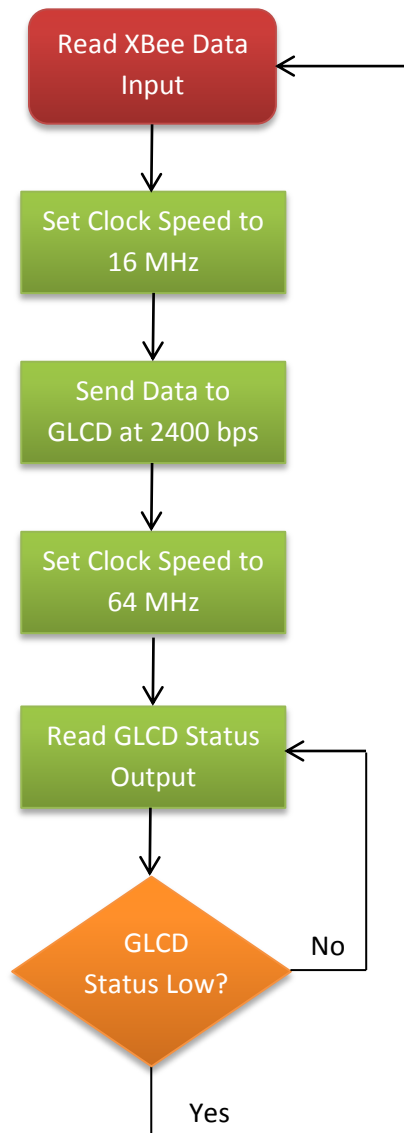 Read XBee Data
Input
Set Clock Speed to
16 MHz
Send Data to
GLCD at 2400 bps
Set Clock Speed to
64 MHz
Read GLCD Status
Output
GLCD
Status Low?
No
Yes